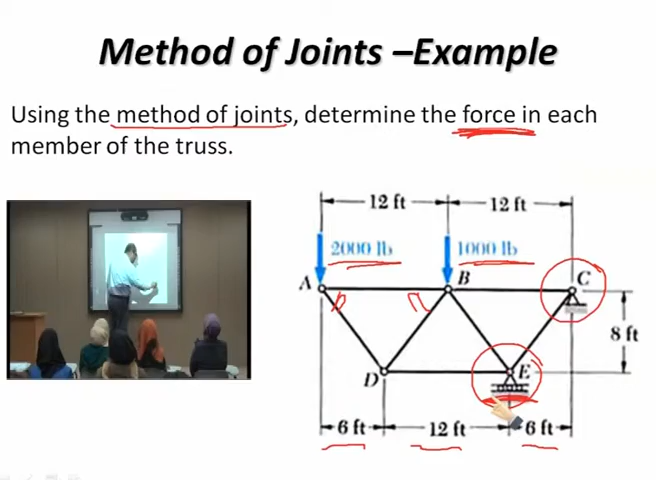 Method of Joints –Example
Using the method of joints, determine the force in each
member of the truss.
12 ft
12 ft
2000 lb
1000 lb
A
B
C
8 ft
D
E
6 ft
12 ft
6 ft